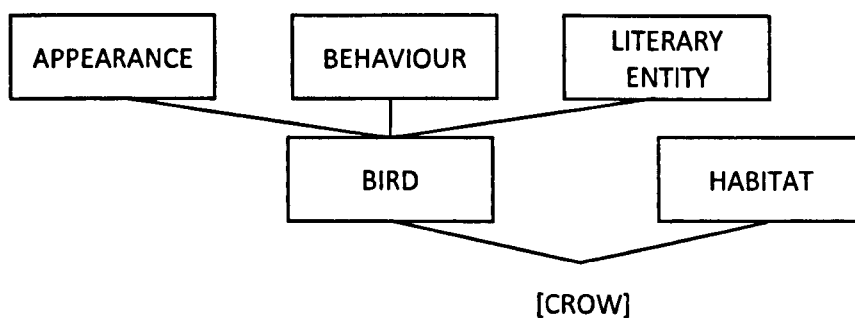 APPEARANCE
BEHAVIOUR
LITERARY
ENTITY
BIRD
HABITAT
[CROW]